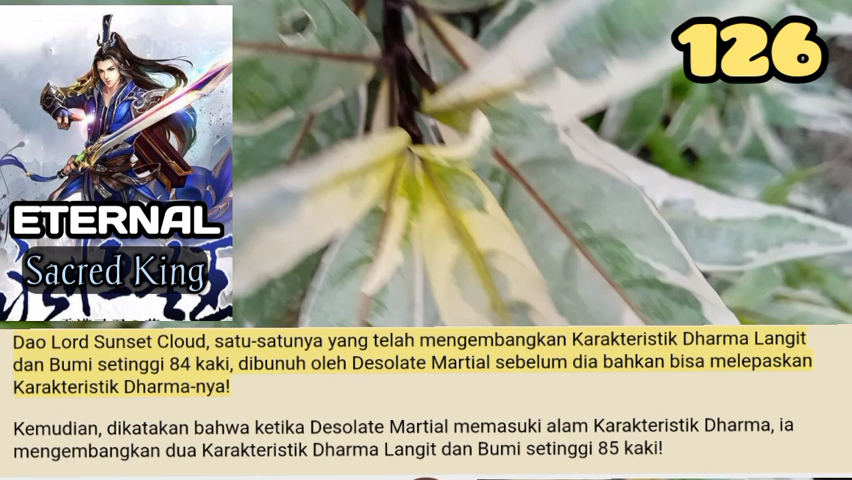 126
ETERNAL
Sacred King
Dao Lord Sunset Cloud, satu-satunya yang telah mengembangkan Karakteristik Dharma Langit
dan Bumi setinggi 84 kaki, dibunuh oleh Desolate Martial sebelum dia bahkan bisa melepaskan
Karakteristik Dharma-nya!
Kemudian, dikatakan bahwa ketika Desolate Martial memasuki alam Karakteristik Dharma, ia
mengembangkan dua Karakteristik Dharma Langit dan Bumi setinggi 85 kaki!